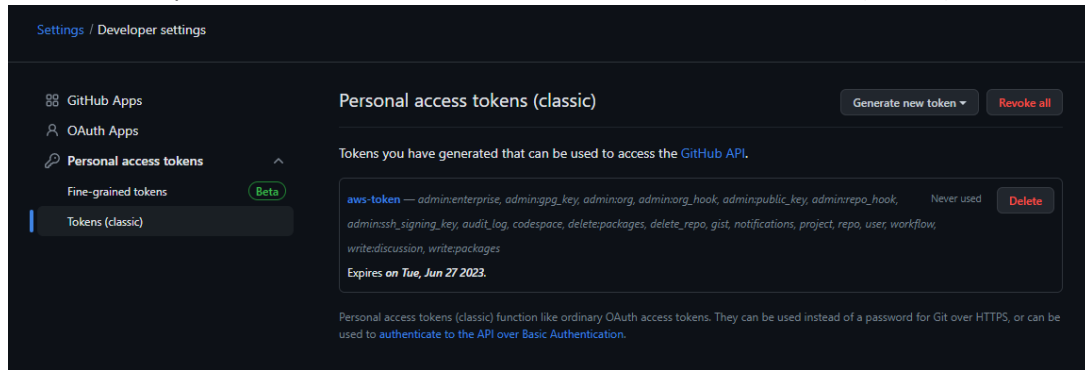 Settings / Developer settings
GitHub Apps
OAuth Apps
Personal access tokens
Fine-grained tokens Beta
Tokens (classic)
Personal access tokens (classic)
Generate new token
Revoke all
Tokens you have generated that can be used to access the GitHub API.
aws-token — admin:enterprise, admin:gpg_key, admin:org, admin:org_hook, admin:public_key, admin:repo_hook,
Never used
Delete
admin:ssh_signing_key, audit_log, codespace, delete:packages, delete_repo, gist, notifications, project, repo, user, workflow,
write:discussion, write:packages
Expires on Tue, Jun 27 2023.
Personal access tokens (classic) function like ordinary OAuth access tokens. They can be used instead of a password for Git over HTTPS, or can be
used to authenticate to the API over Basic Authentication.